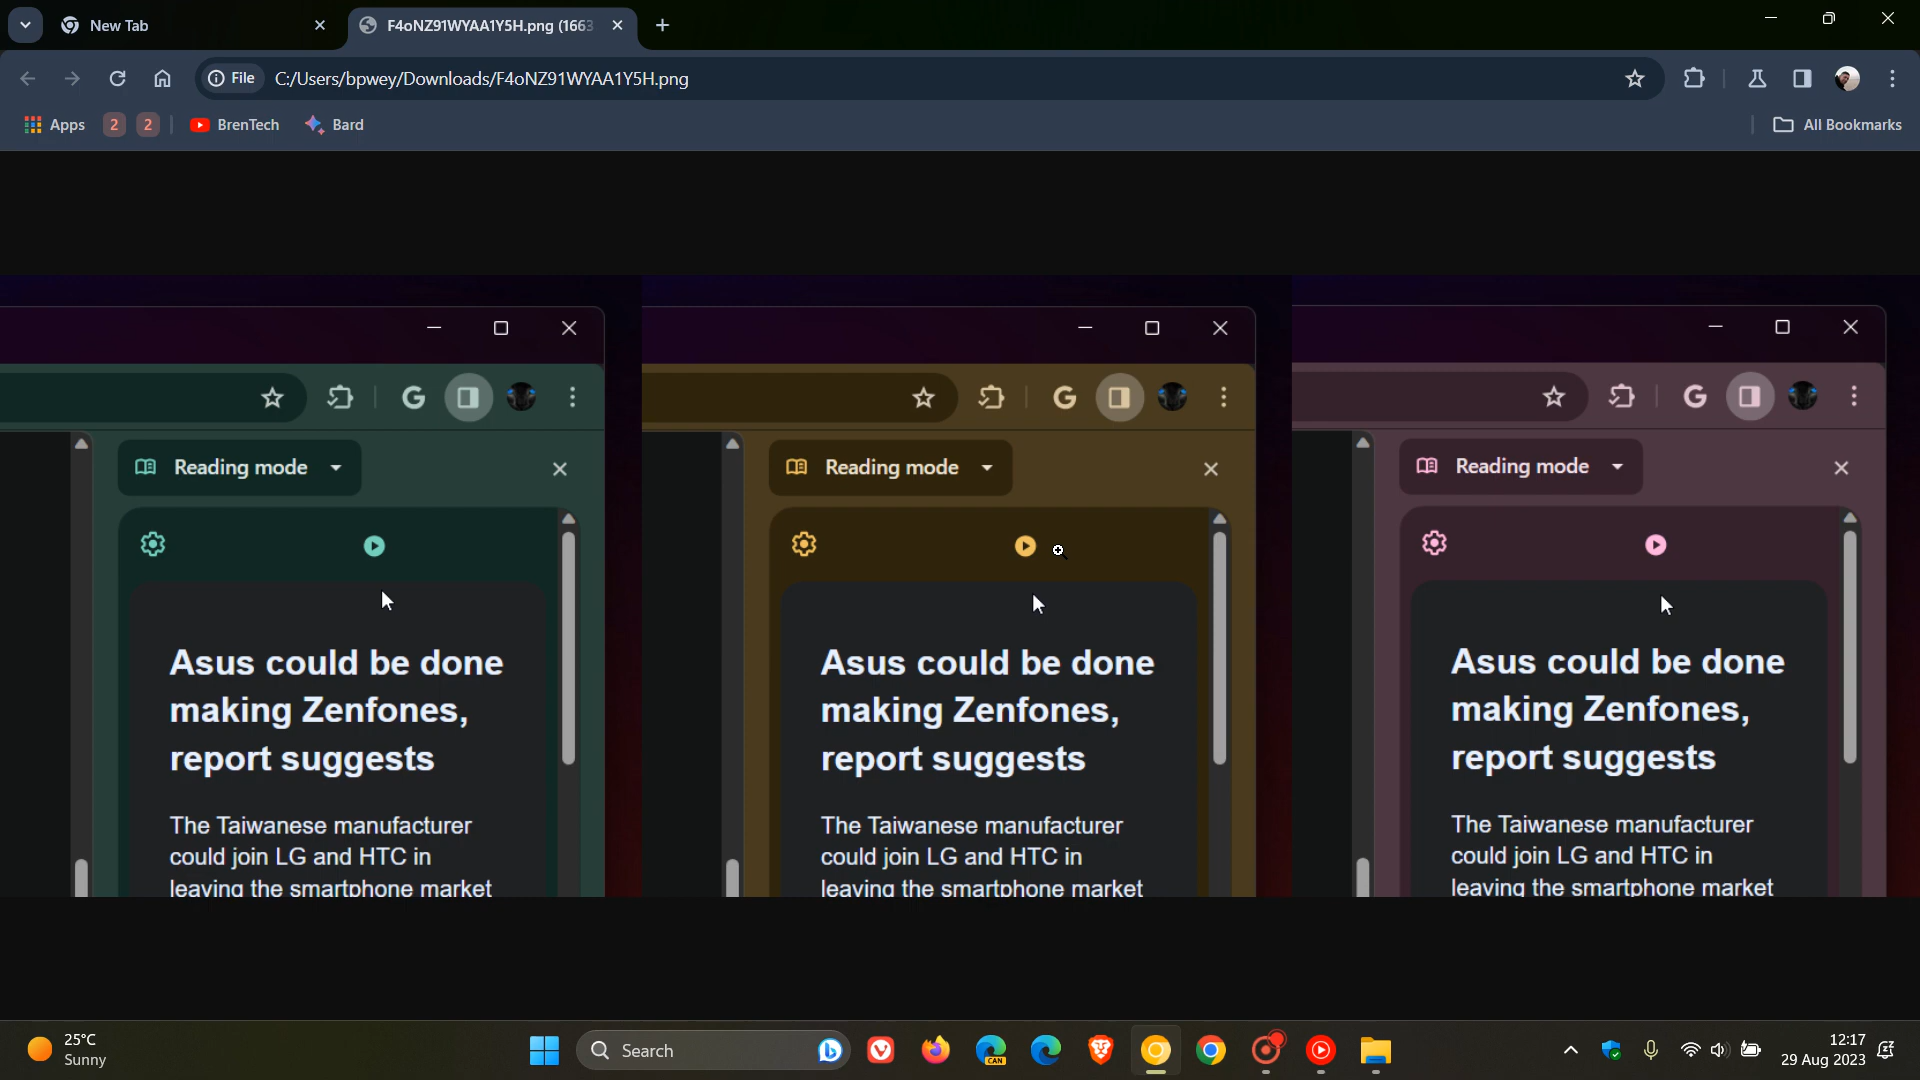 New Tab
F4oNZ91WYAA1Y5H.png (1663
File
C:/Users/bpwey/Downloads/F4oNZ91WYAA1Y5H.png
Apps
2
2
BrenTech
Bard
All Bookmarks
G
Reading mode
Asus could be done
making Zenfones,
report suggests
The Taiwanese manufacturer
could join LG and HTC in
leaving the smartphone market
G
Reading mode
Asus could be done
making Zenfones,
report suggests
The Taiwanese manufacturer
could join LG and HTC in
leaving the smartphone market
G
Reading mode
Asus could be done
making Zenfones,
report suggests
The Taiwanese manufacturer
could join LG and HTC in
leaving the smartphone market
25°C
Sunny
Search
CAN
12:17
29 Aug 2023